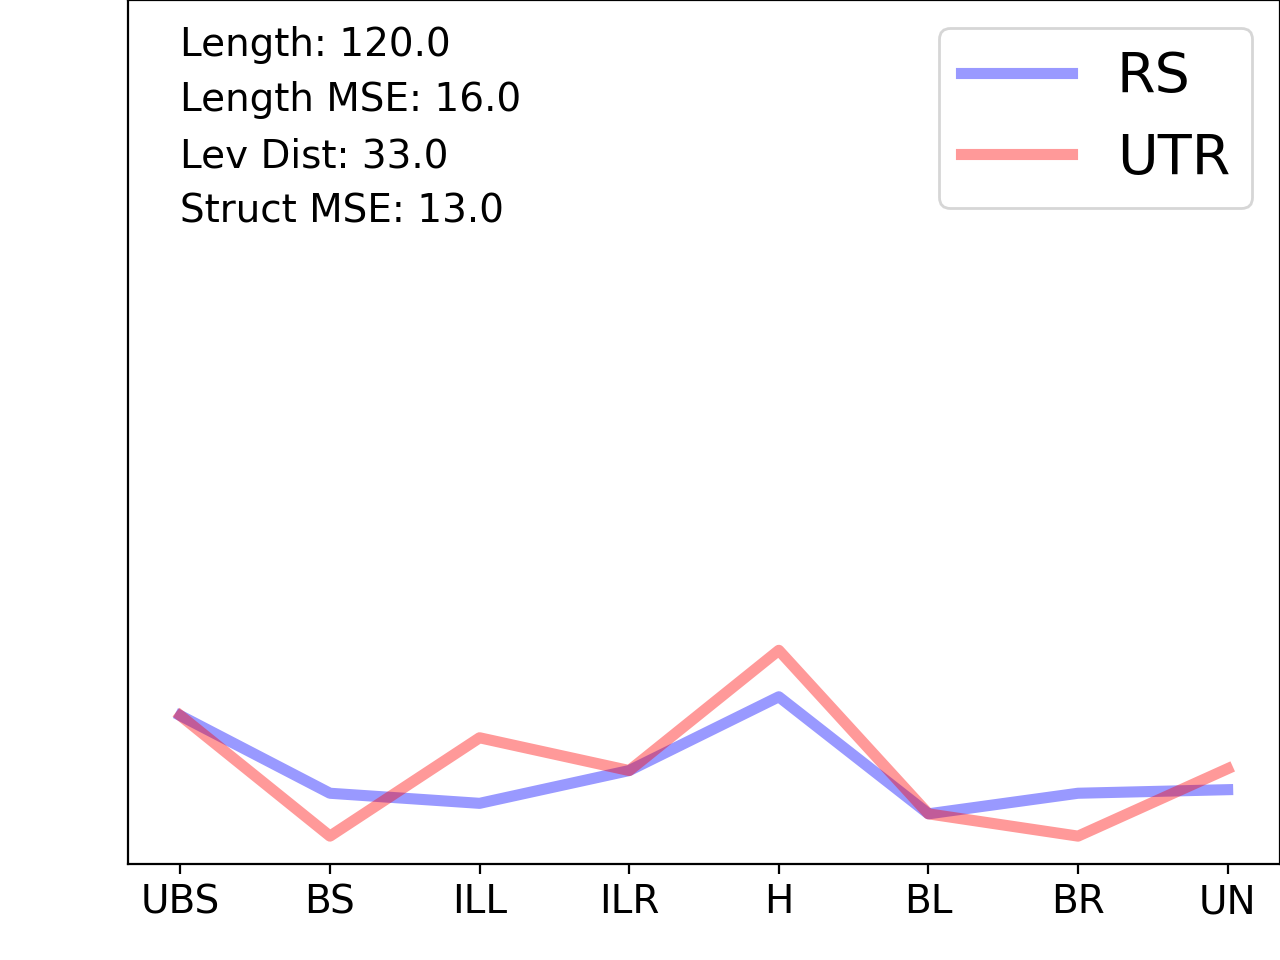 Length: 120.0
Length MSE: 16.0
Lev Dist: 33.0
Struct MSE: 13.0
RS
UTR
UBS BS ILL ILR H BL BR UN